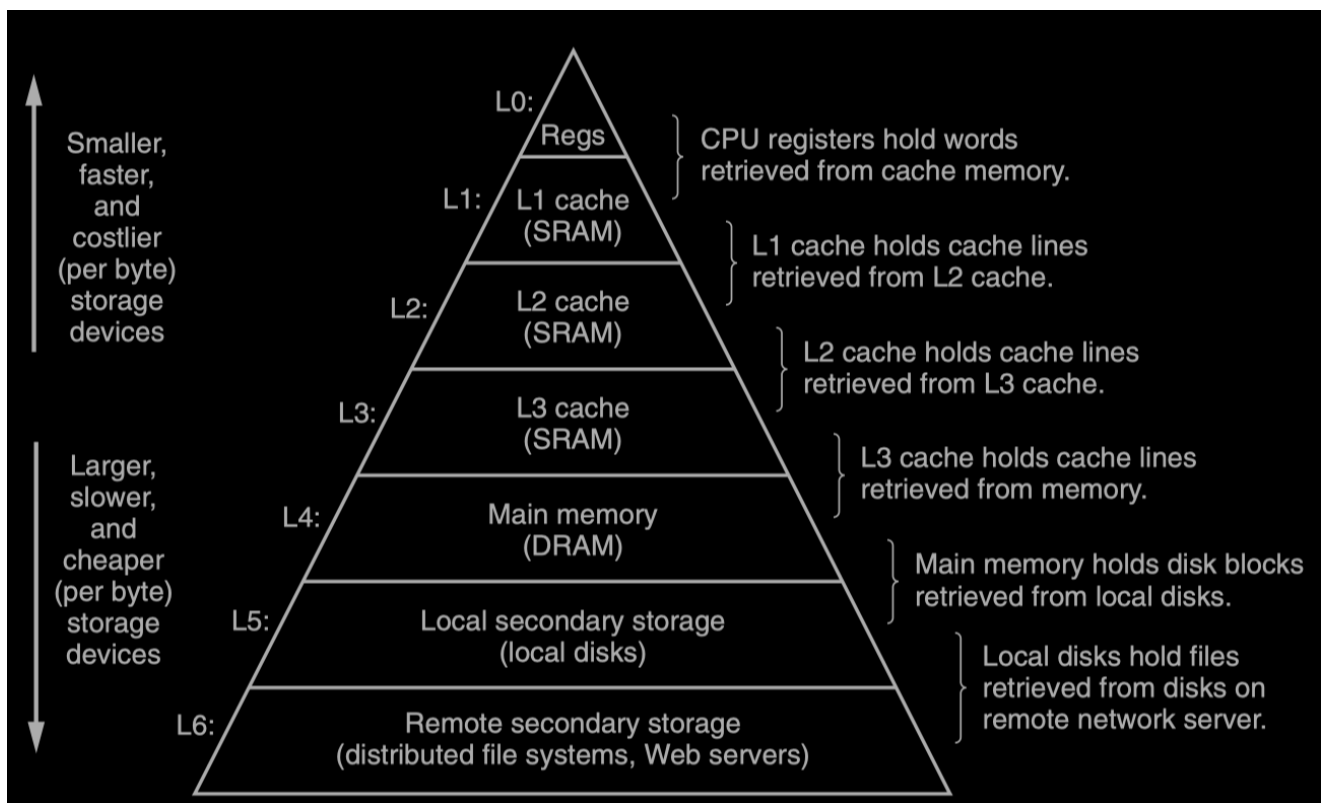 Smaller,
faster,
and
costlier
(per byte)
storage
devices
Larger,
slower,
and
cheaper
(per byte)
storage
devices
L0:
Regs
CPU registers hold words
retrieved from cache memory.
L1:
L1 cache
(SRAM)
L1 cache holds cache lines
retrieved from L2 cache.
L2:
L2 cache
(SRAM)
L2 cache holds cache lines
retrieved from L3 cache.
L3:
L3 cache
(SRAM)
L3 cache holds cache lines
retrieved from memory.
L4:
Main memory
(DRAM)
Main memory holds disk blocks
retrieved from local disks.
L5:
Local secondary storage
(local disks)
Local disks hold files
retrieved from disks on
remote network server.
L6:
Remote secondary storage
(distributed file systems, Web servers)